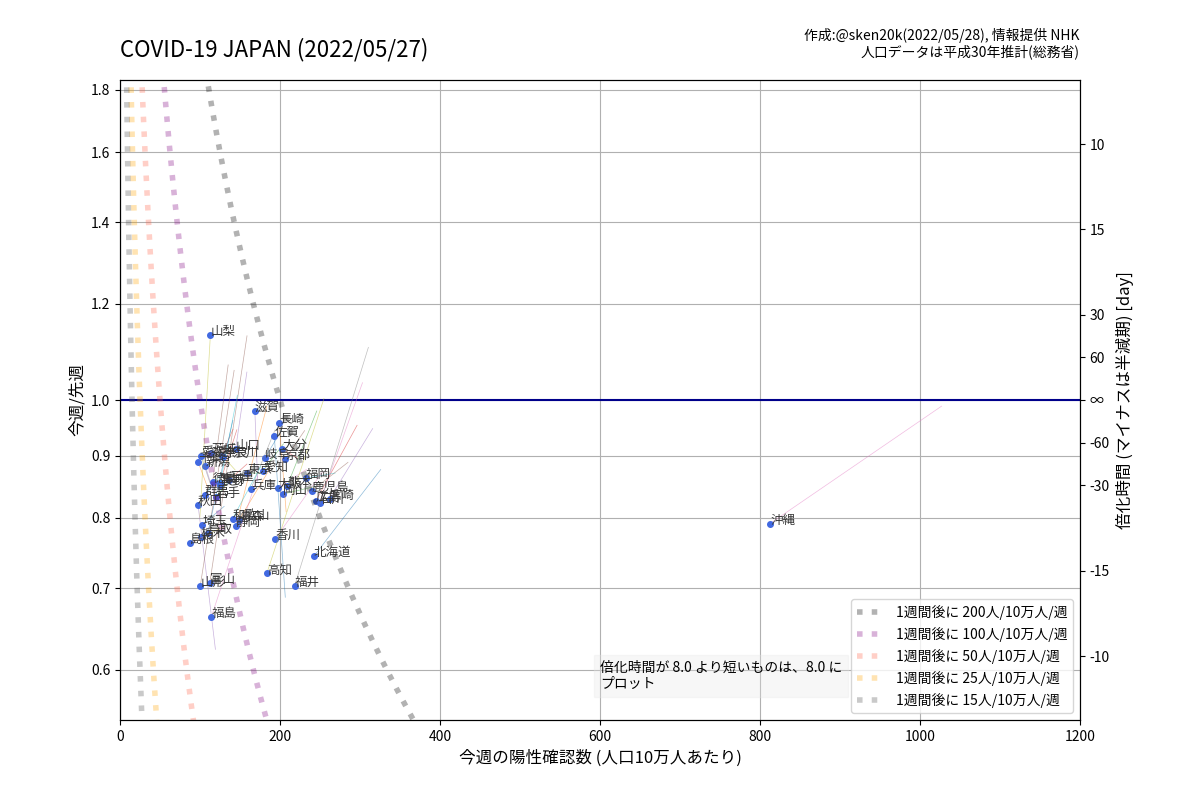 COVID-19 JAPAN (2022/05/27)
作成:@sken20k(2022/05/28), 情報提供 NHK
人口データは平成30年推計(総務省)
1.8
1.6
1.4
1.2
1.0
0.9
0.8
0.7
0.6
今週/先週
10
15
30
60
∞
-60
-30
-15
-10
倍化時間 (マイナスは半減期) [day]
山梨
滋賀
長崎
佐賀
山口
大分
京都
愛知
福岡
兵庫
岡山
鹿児島
岩手
秋田
埼玉
鳥取
静岡
島根
香川
北海道
沖縄
高知
福井
富山
山形
福島
倍化時間が 8.0 より短いものは、8.0 に
プロット
1週間後に 200人/10万人/週
1週間後に 100人/10万人/週
1週間後に 50人/10万人/週
1週間後に 25人/10万人/週
1週間後に 15人/10万人/週
0
200
400
600
800
1000
1200
今週の陽性確認数 (人口10万人あたり)